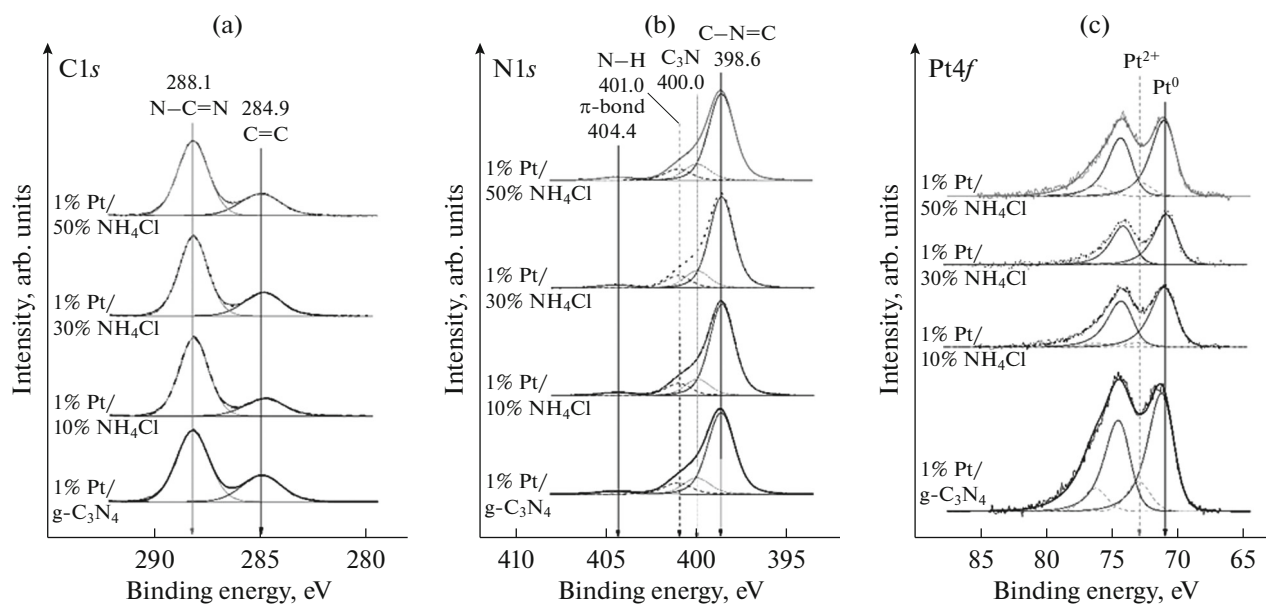 (a)
C1s
288.1
N–C=N
284.9
C=C
1% Pt/
50% NH₄Cl
1% Pt/
30% NH₄Cl
1% Pt/
10% NH₄Cl
1% Pt/
g-C₃N₄
Intensity, arb. units
290 285 280
Binding energy, eV
(b)
N1s
C–N=C
398.6
N–H
401.0
C₃N
400.0
π-bond
404.4
1% Pt/
50% NH₄Cl
1% Pt/
30% NH₄Cl
1% Pt/
10% NH₄Cl
1% Pt/
g-C₃N₄
Intensity, arb. units
410 405 400 395
Binding energy, eV
(c)
Pt4f
Pt²⁺
Pt⁰
1% Pt/
50% NH₄Cl
1% Pt/
30% NH₄Cl
1% Pt/
10% NH₄Cl
1% Pt/
g-C₃N₄
Intensity, arb. units
85 80 75 70 65
Binding energy, eV